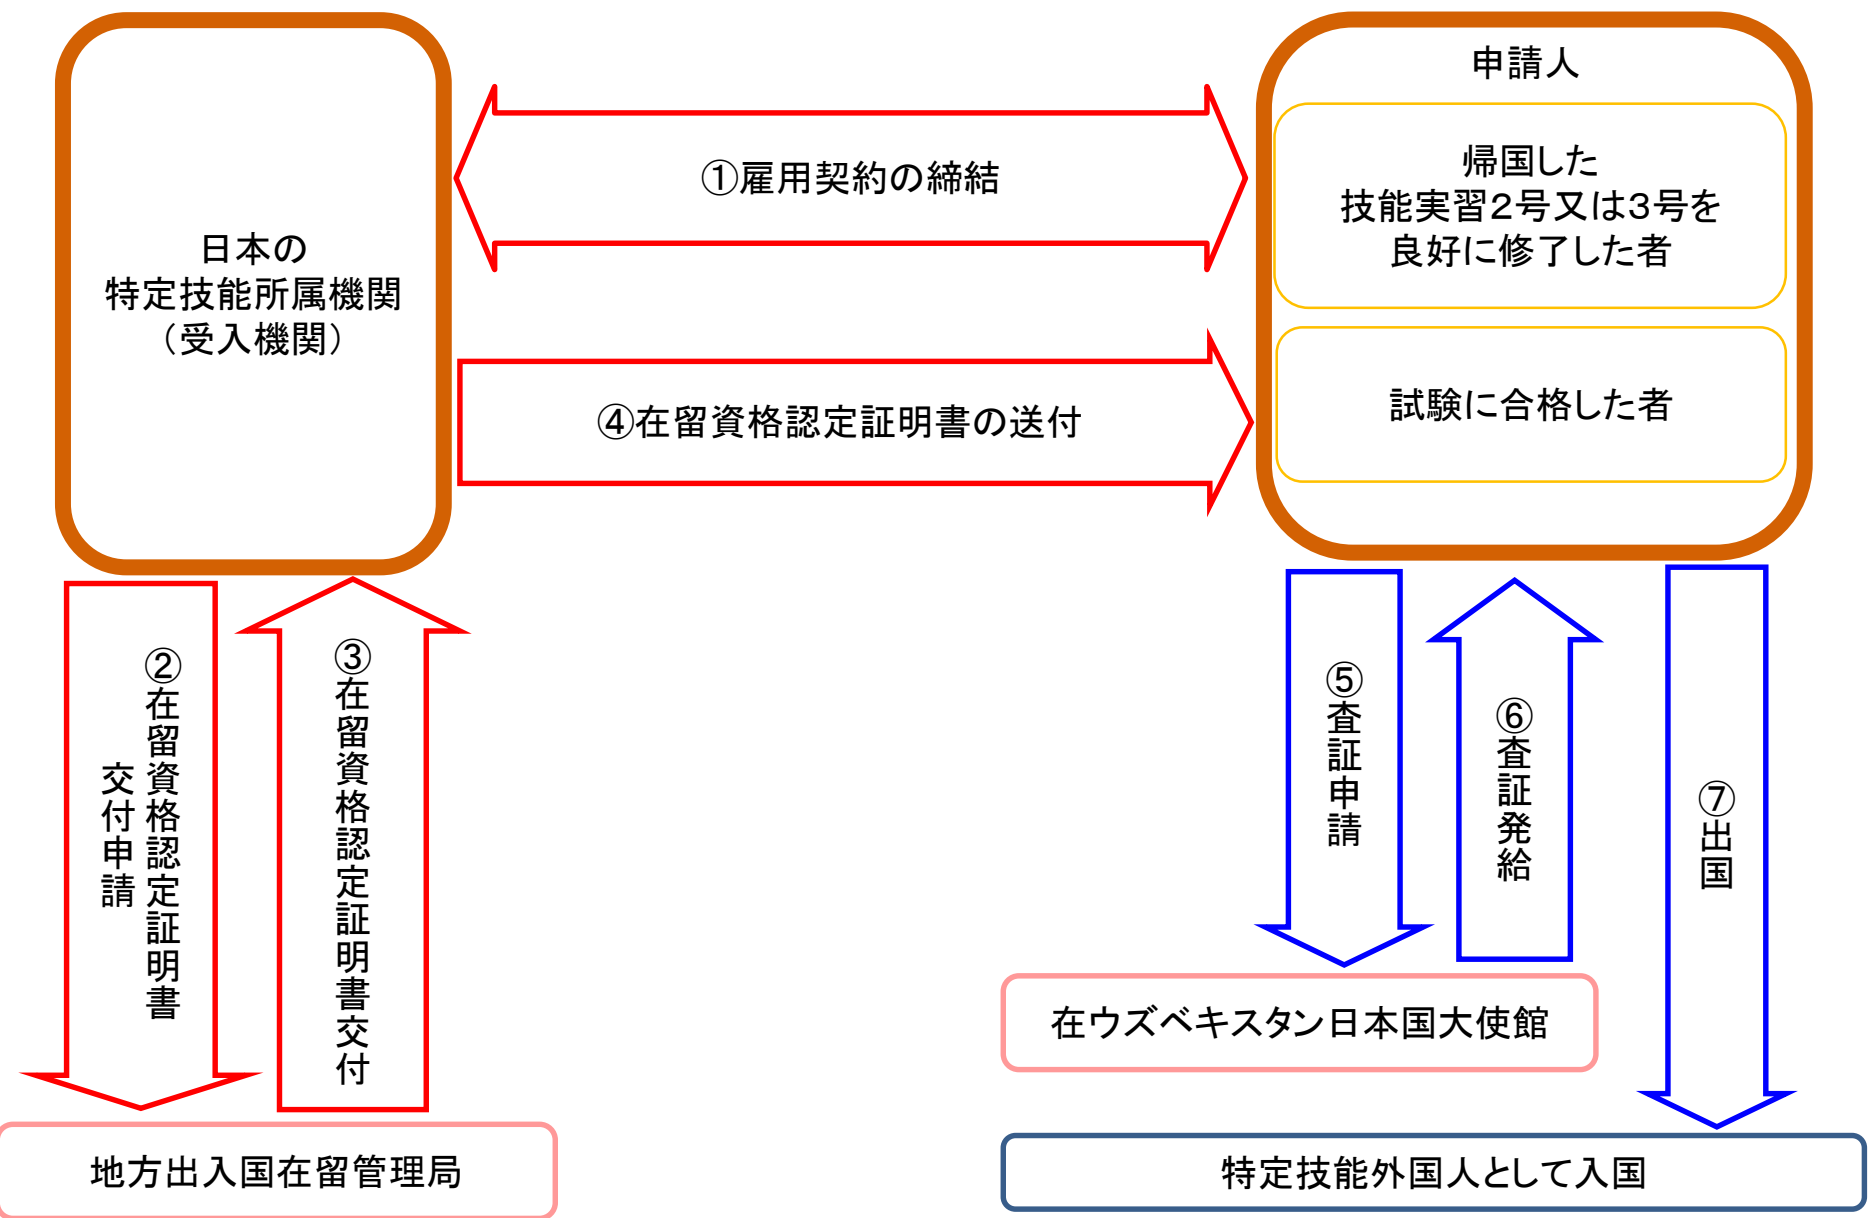 日本の
特定技能所属機関
（受入機関）
①雇用契約の締結
④在留資格認定証明書の送付
申請人
帰国した
技能実習２号又は３号を
良好に修了した者
試験に合格した者
②在留資格認定証明書
交付申請
③在留資格認定証明書交付
⑤査証申請
⑥査証発給
⑦出国
在ウズベキスタン日本国大使館
地方出入国在留管理局
特定技能外国人として入国